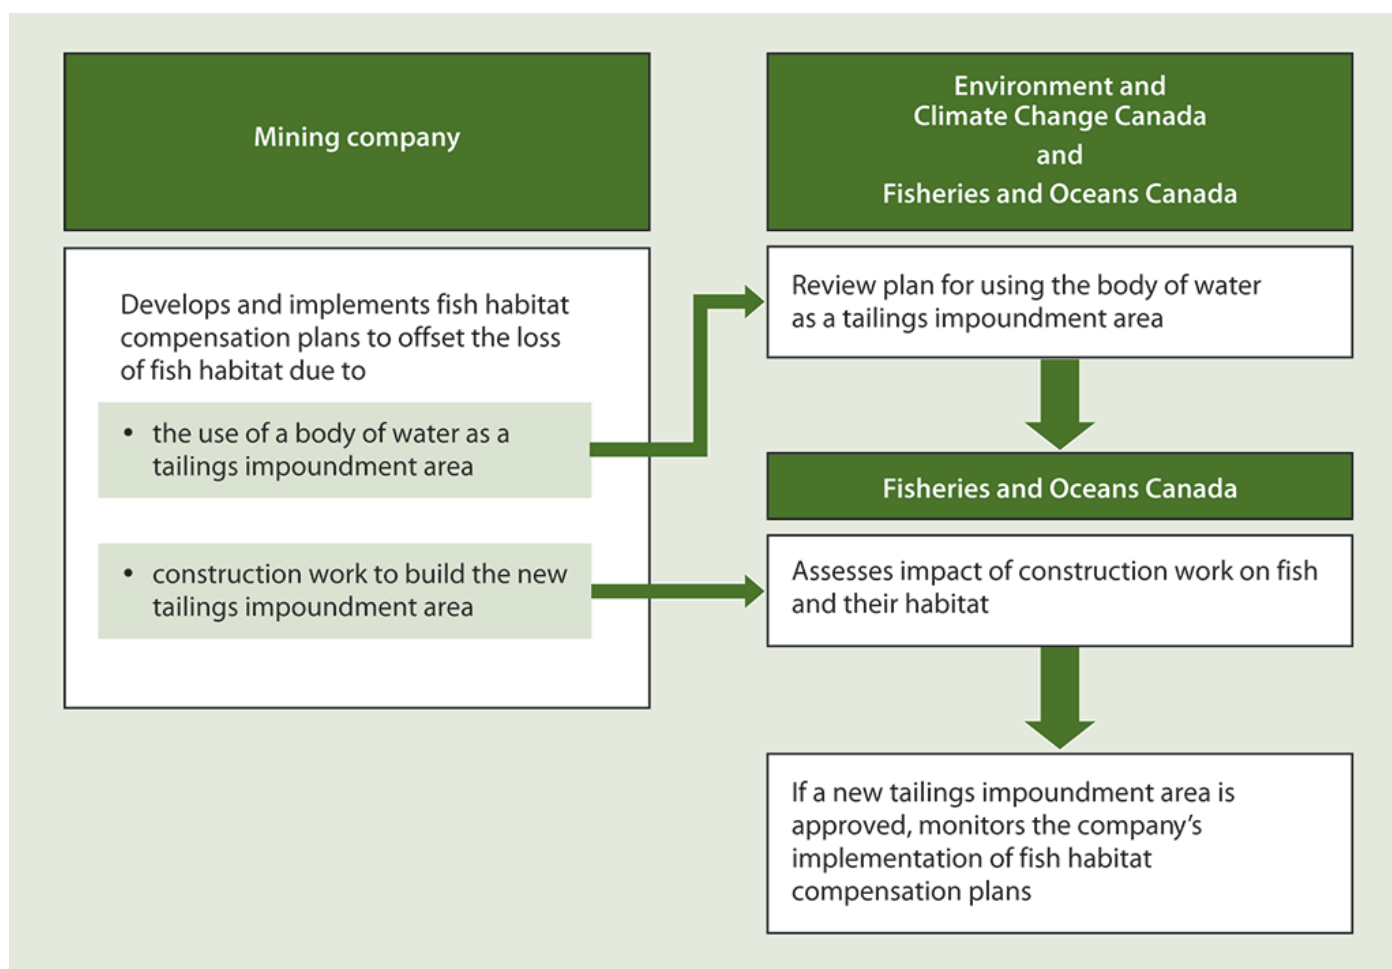 Mining company
Develops and implements fish habitat
compensation plans to offset the loss
of fish habitat due to
• the use of a body of water as a
tailings impoundment area
• construction work to build the new
tailings impoundment area
Environment and
Climate Change Canada
and
Fisheries and Oceans Canada
Review plan for using the body of water
as a tailings impoundment area
Fisheries and Oceans Canada
Assesses impact of construction work on fish
and their habitat
If a new tailings impoundment area is
approved, monitors the company’s
implementation of fish habitat
compensation plans